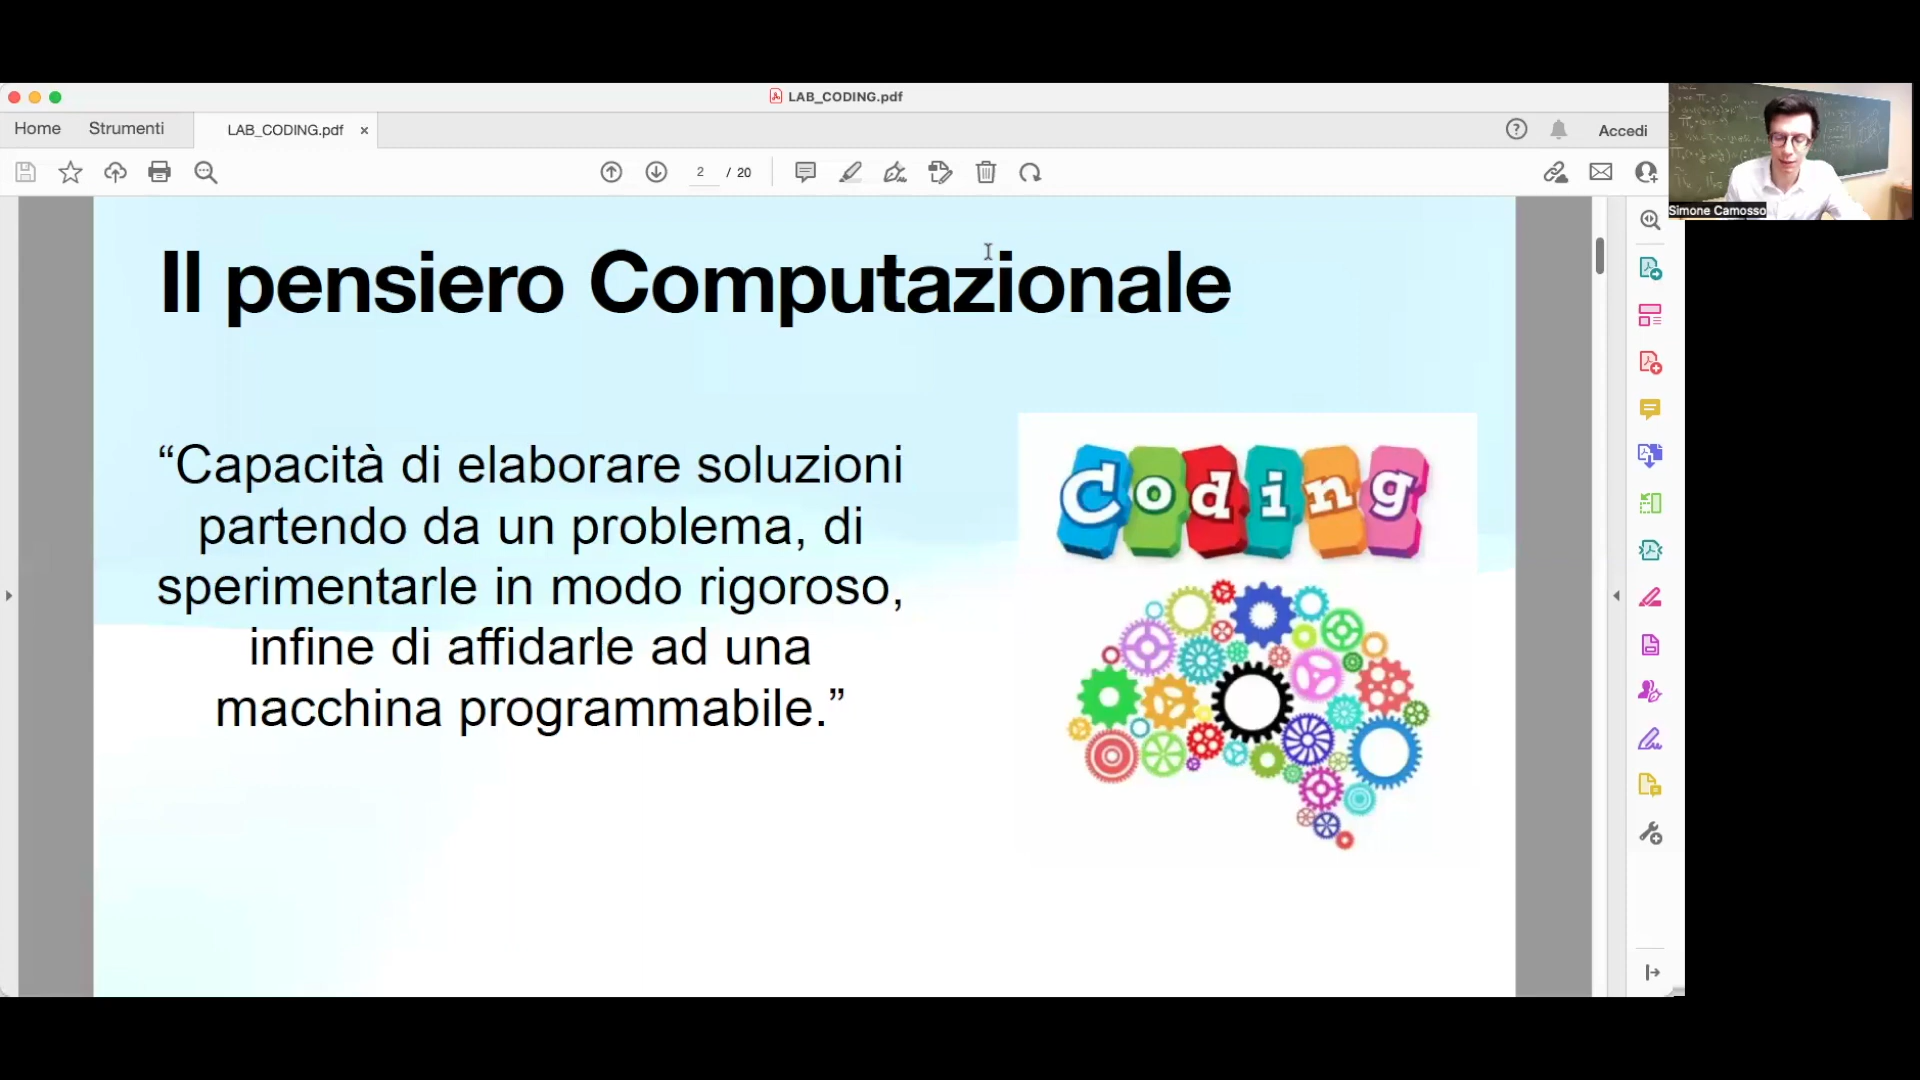 LAB_CODING.pdf
Home
Strumenti
LAB_CODING.pdf
Accedi
2 / 20
Simone Camosso
Il pensiero Computazionale
“Capacità di elaborare soluzioni
partendo da un problema, di
sperimentarle in modo rigoroso,
infine di affidarle ad una
macchina programmabile.”
Coding